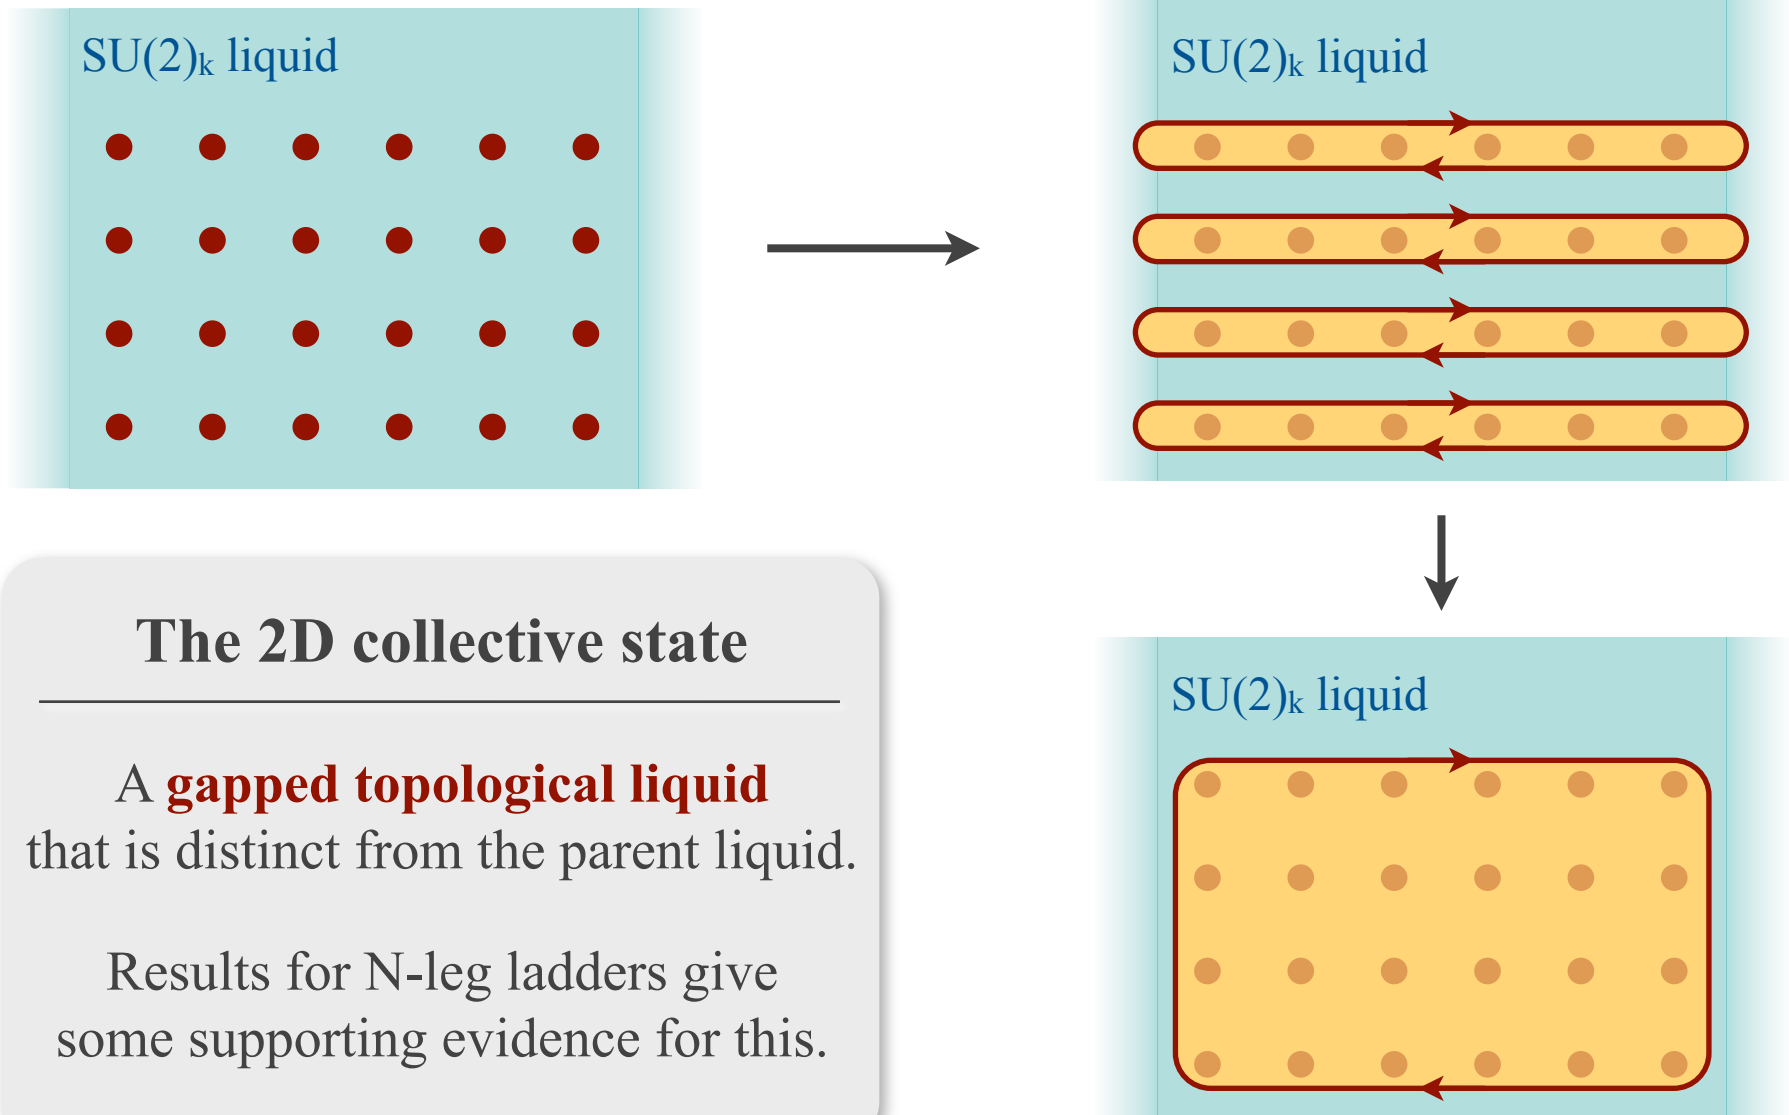 SU(2)ₖ liquid
SU(2)ₖ liquid
The 2D collective state
SU(2)ₖ liquid
A gapped topological liquid
that is distinct from the parent liquid.
Results for N-leg ladders give
some supporting evidence for this.